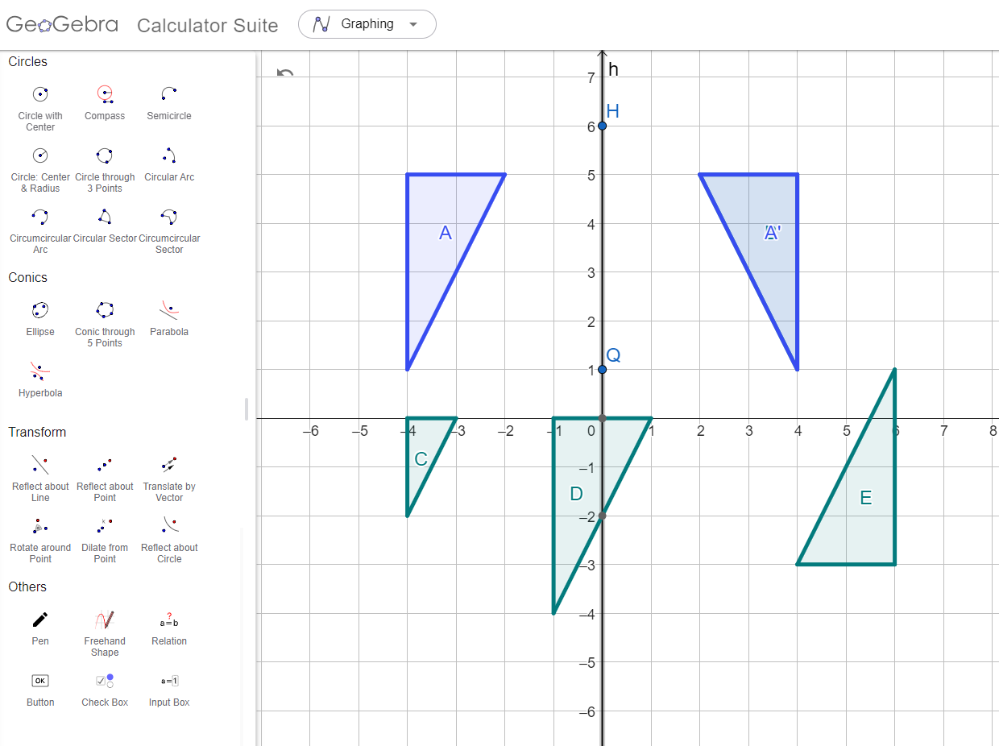 GeoGebra Calculator Suite Graphing
Circles
Circle with Center
Compass
Semicircle
Circle: Center & Radius
Circle through 3 Points
Circular Arc
Circumcircular Arc
Circular Sector
Circumcircular Sector
Conics
Ellipse
Conic through 5 Points
Parabola
Hyperbola
Transform
Reflect about Line
Reflect about Point
Translate by Vector
Rotate around Point
Dilate from Point
Reflect about Circle
Others
Pen
Freehand Shape
a=b
?
Relation
OK
Button
Check Box
a=1
Input Box
h
7
H
6
5
4
A
A'
3
2
Q
1
–6 –5 –4 –3 –2 –1 0 1 2 3 4 5 6 7 8
C
–1
D
E
–2
–3
–4
–5
–6